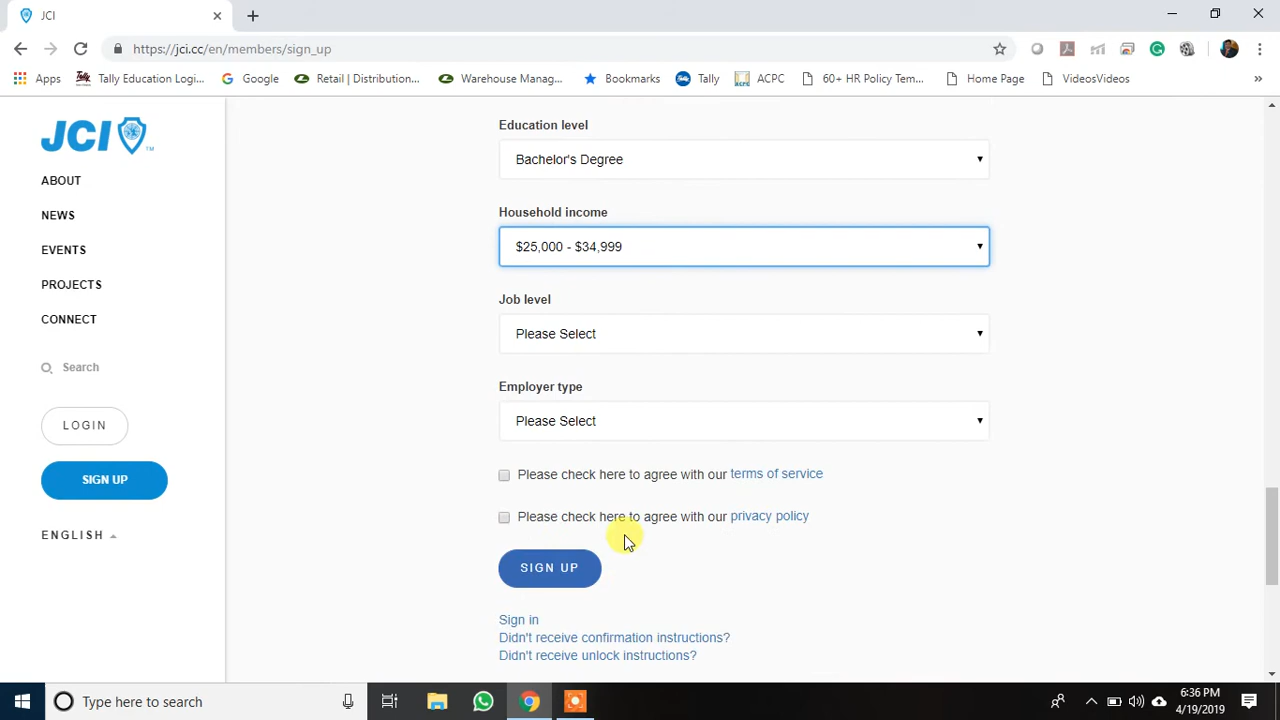 JCI
https://jci.cc/en/members/sign_up
Apps
Tally Education Logi...
Google
Retail | Distribution...
Warehouse Manag...
Bookmarks
Tally
ACPC
60+ HR Policy Tem...
Home Page
VideosVideos
»
JCI
ABOUT
NEWS
EVENTS
PROJECTS
CONNECT
Search
LOGIN
SIGN UP
ENGLISH
Education level
Bachelor's Degree
Household income
$25,000 - $34,999
Job level
Please Select
Employer type
Please Select
Please check here to agree with our terms of service
Please check here to agree with our privacy policy
SIGN UP
Sign in
Didn't receive confirmation instructions?
Didn't receive unlock instructions?
Type here to search
6:36 PM
4/19/2019